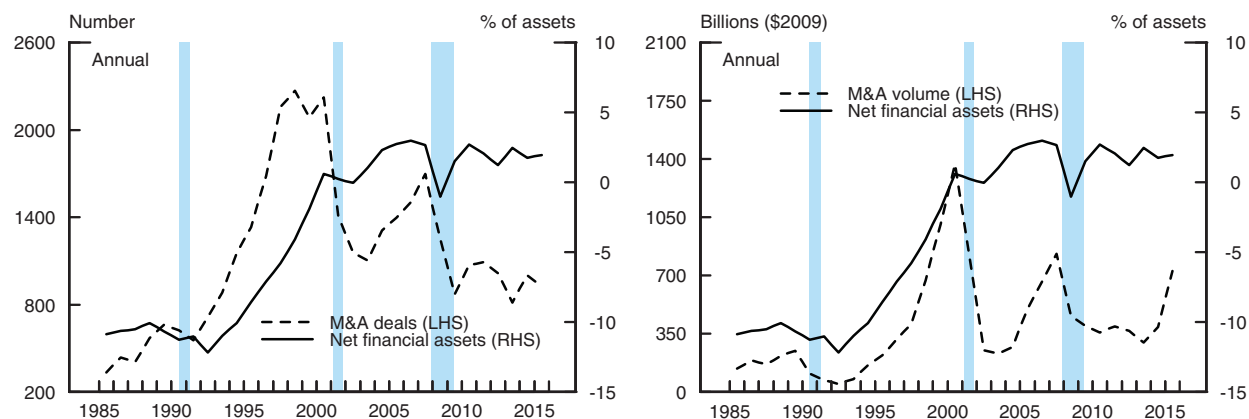 Number % of assets
2600 10
Annual
5
2000
0
1400
-5
800
-10
M&A deals (LHS)
Net financial assets (RHS)
200 -15
1985 1990 1995 2000 2005 2010 2015
Billions ($2009) % of assets
2100 10
Annual
1750
M&A volume (LHS)
Net financial assets (RHS)
5
1400
0
1050
-5
700
350
-10
0 -15
1985 1990 1995 2000 2005 2010 2015